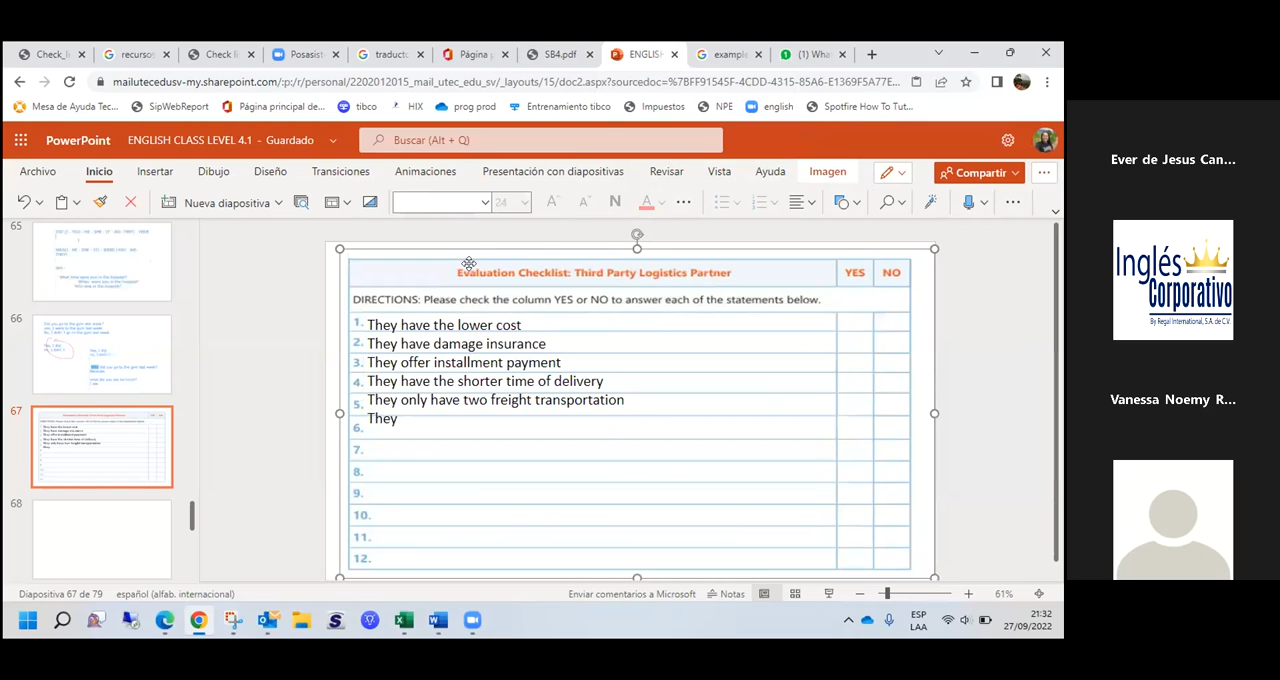 Check_li
recursos
Check li
Posasist
traducto
Página p
SB4.pdf
ENGLISH
example
(1) Wha
mailutecedusv-my.sharepoint.com/:p:/r/personal/2202012015_mail_utec_edu_sv/_layouts/15/doc2.aspx?sourcedoc=%7BFF91545F-4CDD-4315-85A6-E1369F5A77E...
Mesa de Ayuda Tec...
SipWebReport
Página principal de...
tibco
HIX
prog prod
Entrenamiento tibco
Impuestos
NPE
english
Spotfire How To Tut...
PowerPoint
ENGLISH CLASS LEVEL 4.1 - Guardado
Buscar (Alt + Q)
Archivo
Inicio
Insertar
Dibujo
Diseño
Transiciones
Animaciones
Presentación con diapositivas
Revisar
Vista
Ayuda
Imagen
Compartir
Nueva diapositiva
24
N
A
65
66
67
68
Evaluation Checklist: Third Party Logistics Partner YES NO
DIRECTIONS: Please check the column YES or NO to answer each of the statements below.
1. They have the lower cost
2. They have damage insurance
3. They offer installment payment
4. They have the shorter time of delivery
5. They only have two freight transportation
6. They
7.
8.
9.
10.
11.
12.
Diapositiva 67 de 79
español (alfab. internacional)
Enviar comentarios a Microsoft
Notas
61%
ESP
LAA
21:32
27/09/2022
Ever de Jesus Can...
Inglés
Corporativo
By Regal International, S.A. de C.V.
Vanessa Noemy R...